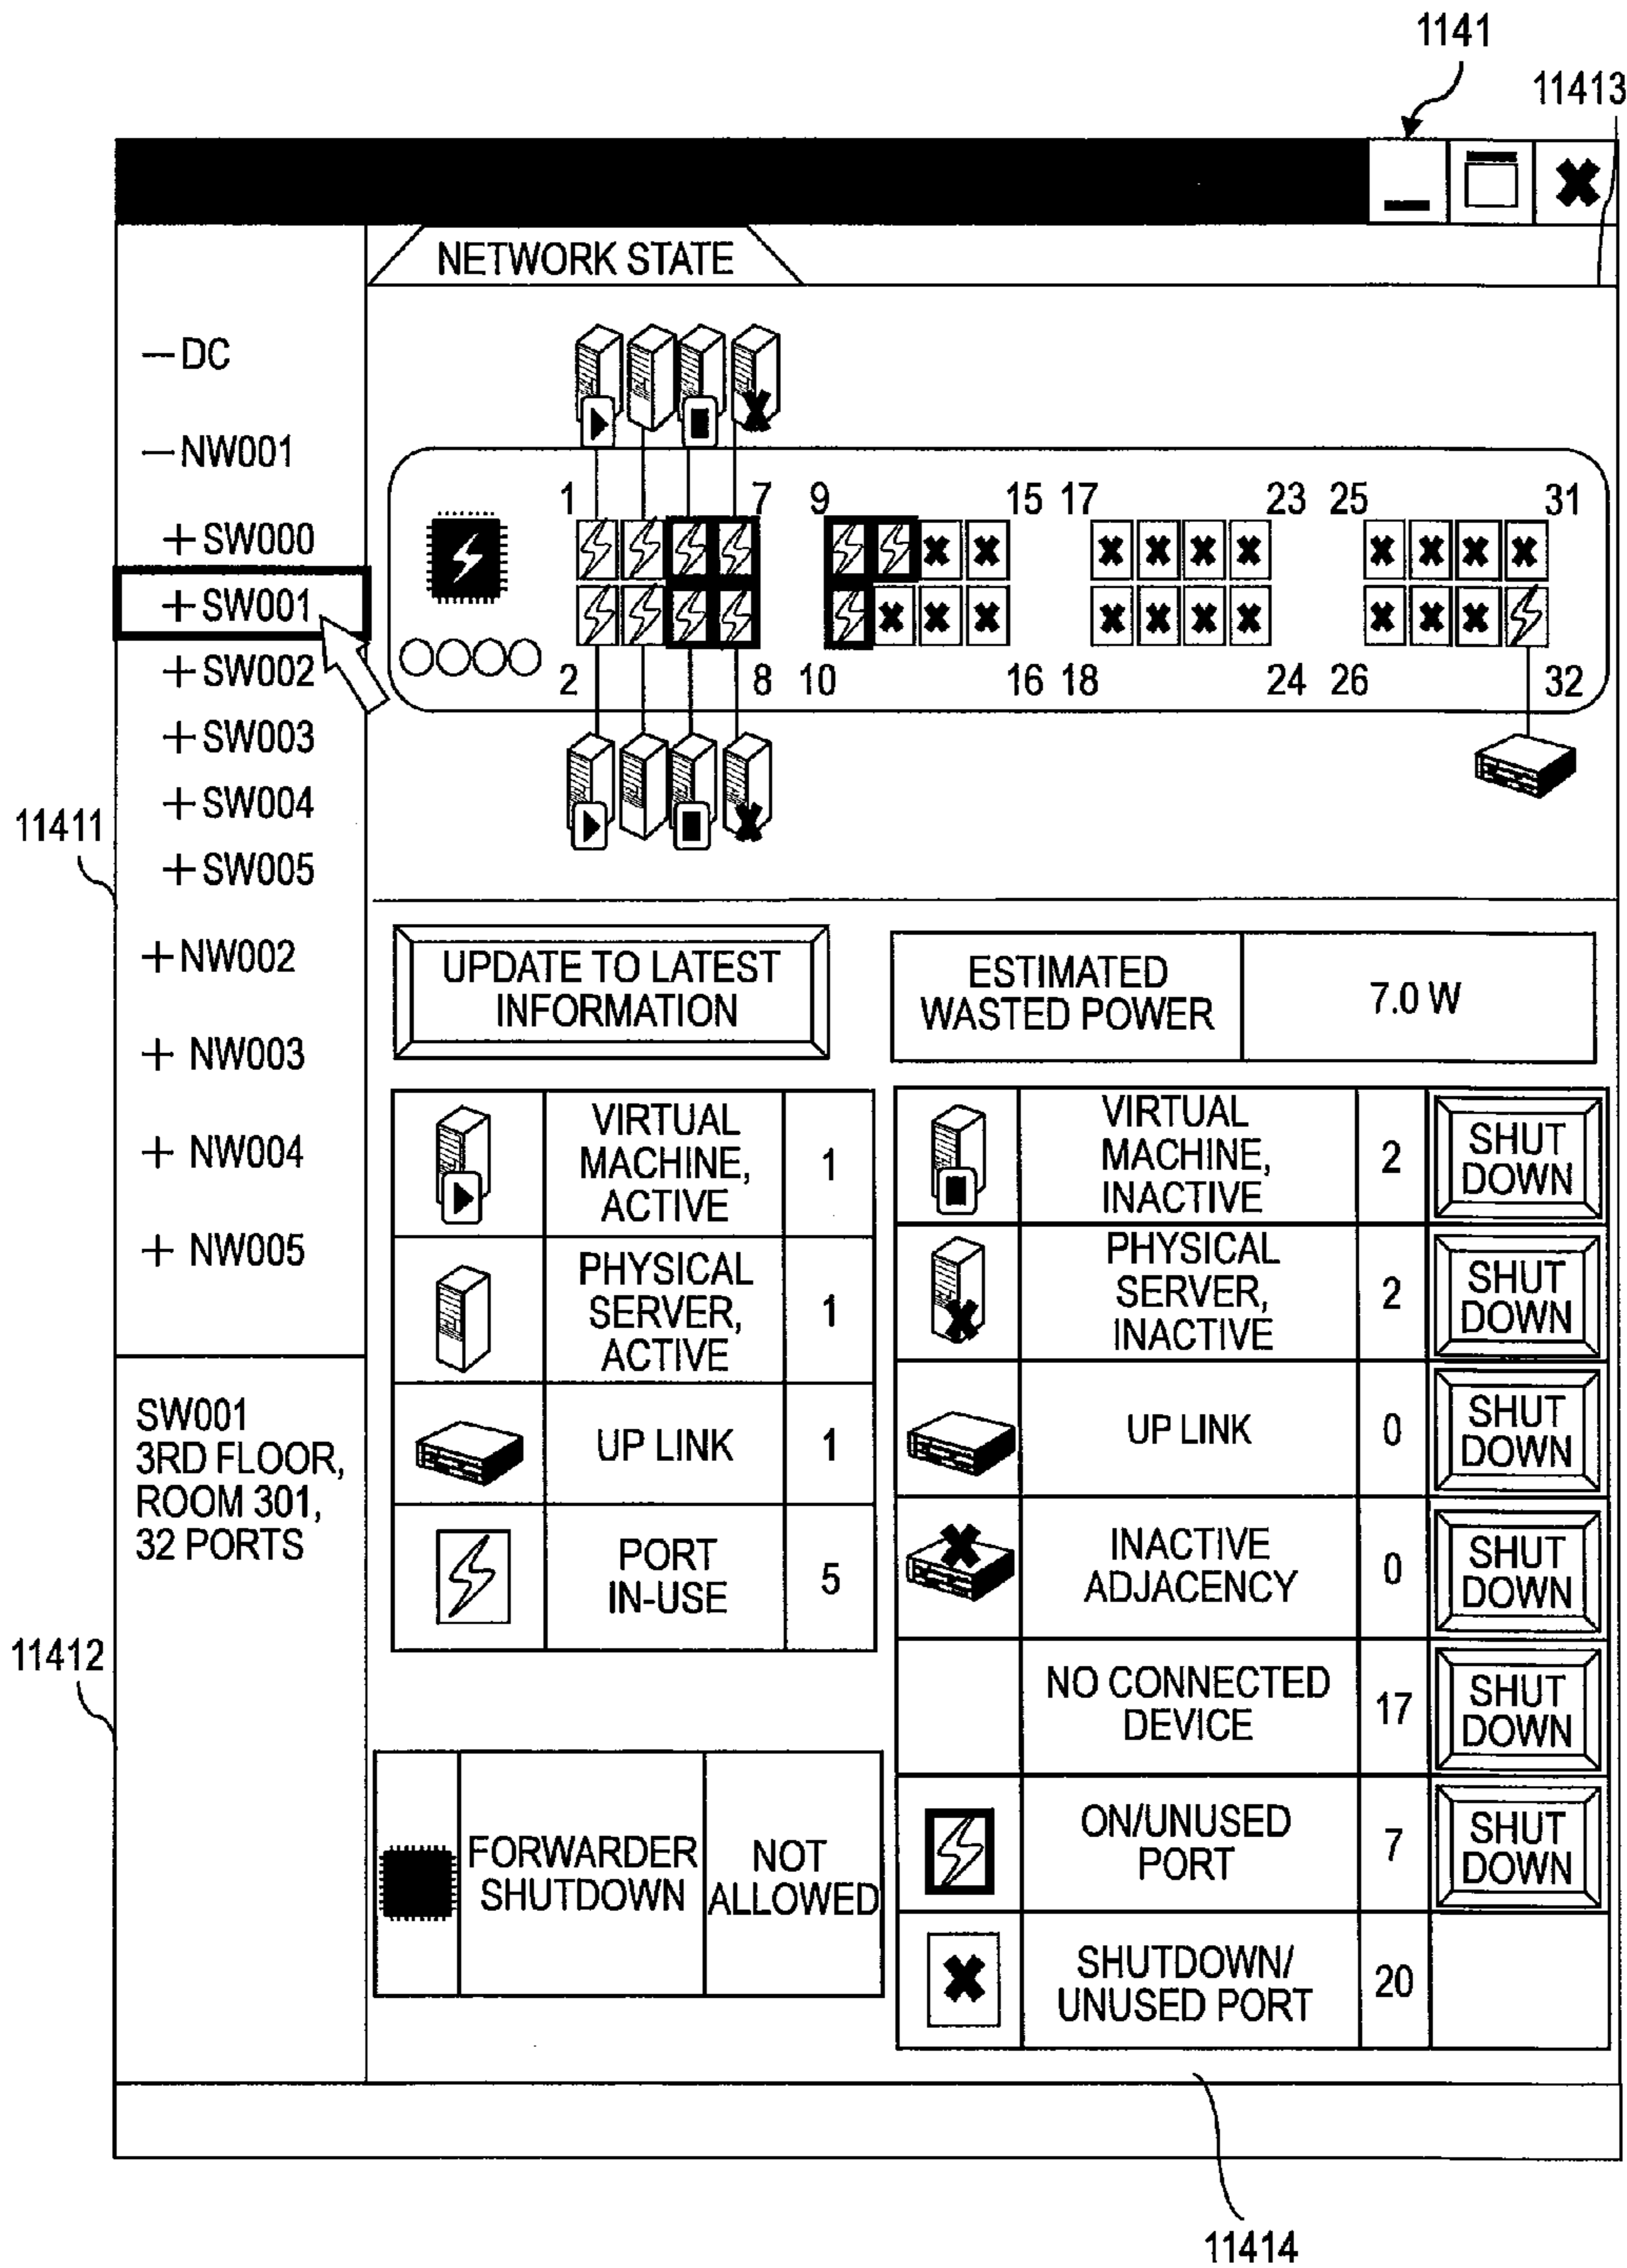 1141
11413
NETWORK STATE
—DC
—NW001
+SW000
+SW001
+SW002
+SW003
+SW004
+SW005
+NW002
+ NW003
+ NW004
+ NW005
11411
1 7 9 15 17 23 25 31
2 8 10 16 18 24 26 32
UPDATE TO LATEST
INFORMATION
ESTIMATED
WASTED POWER
7.0 W
VIRTUAL
MACHINE,
ACTIVE
1
PHYSICAL
SERVER,
ACTIVE
1
UP LINK
1
PORT
IN-USE
5
VIRTUAL
MACHINE,
INACTIVE
2
SHUT
DOWN
PHYSICAL
SERVER,
INACTIVE
2
SHUT
DOWN
UP LINK
0
SHUT
DOWN
INACTIVE
ADJACENCY
0
SHUT
DOWN
NO CONNECTED
DEVICE
17
SHUT
DOWN
ON/UNUSED
PORT
7
SHUT
DOWN
SHUTDOWN/
UNUSED PORT
20
FORWARDER
SHUTDOWN
NOT
ALLOWED
SW001
3RD FLOOR,
ROOM 301,
32 PORTS
11412
11414